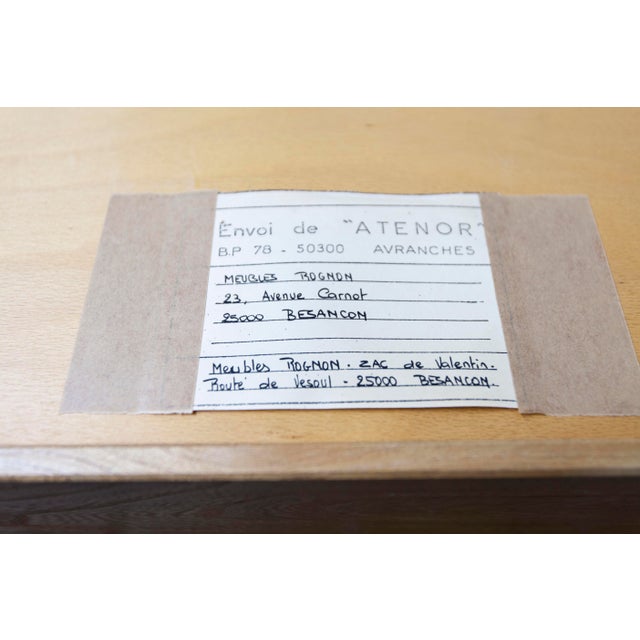 Envoi de "ATENOR"
B.P 78 - 50300 AVRANCHES
MEUBLES ROGNON
23, Avenue Carnot
25000 BESANCON
Meubles ROGNON. ZAC de Valentin.
Route de Vesoul - 25000 BESANCON.